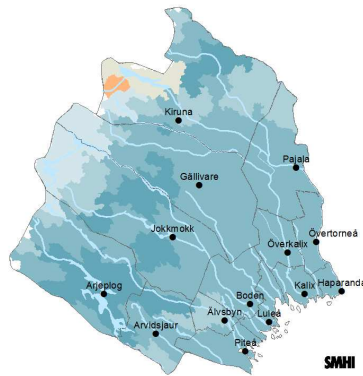 Kiruna
Pajala
Gällivare
Jokkmokk
Övertorneå
Överkalix
Arjeplog
Boden
Kalix
Haparanda
Älvsbyn
Luleå
Arvidsjaur
Piteå
SMHI